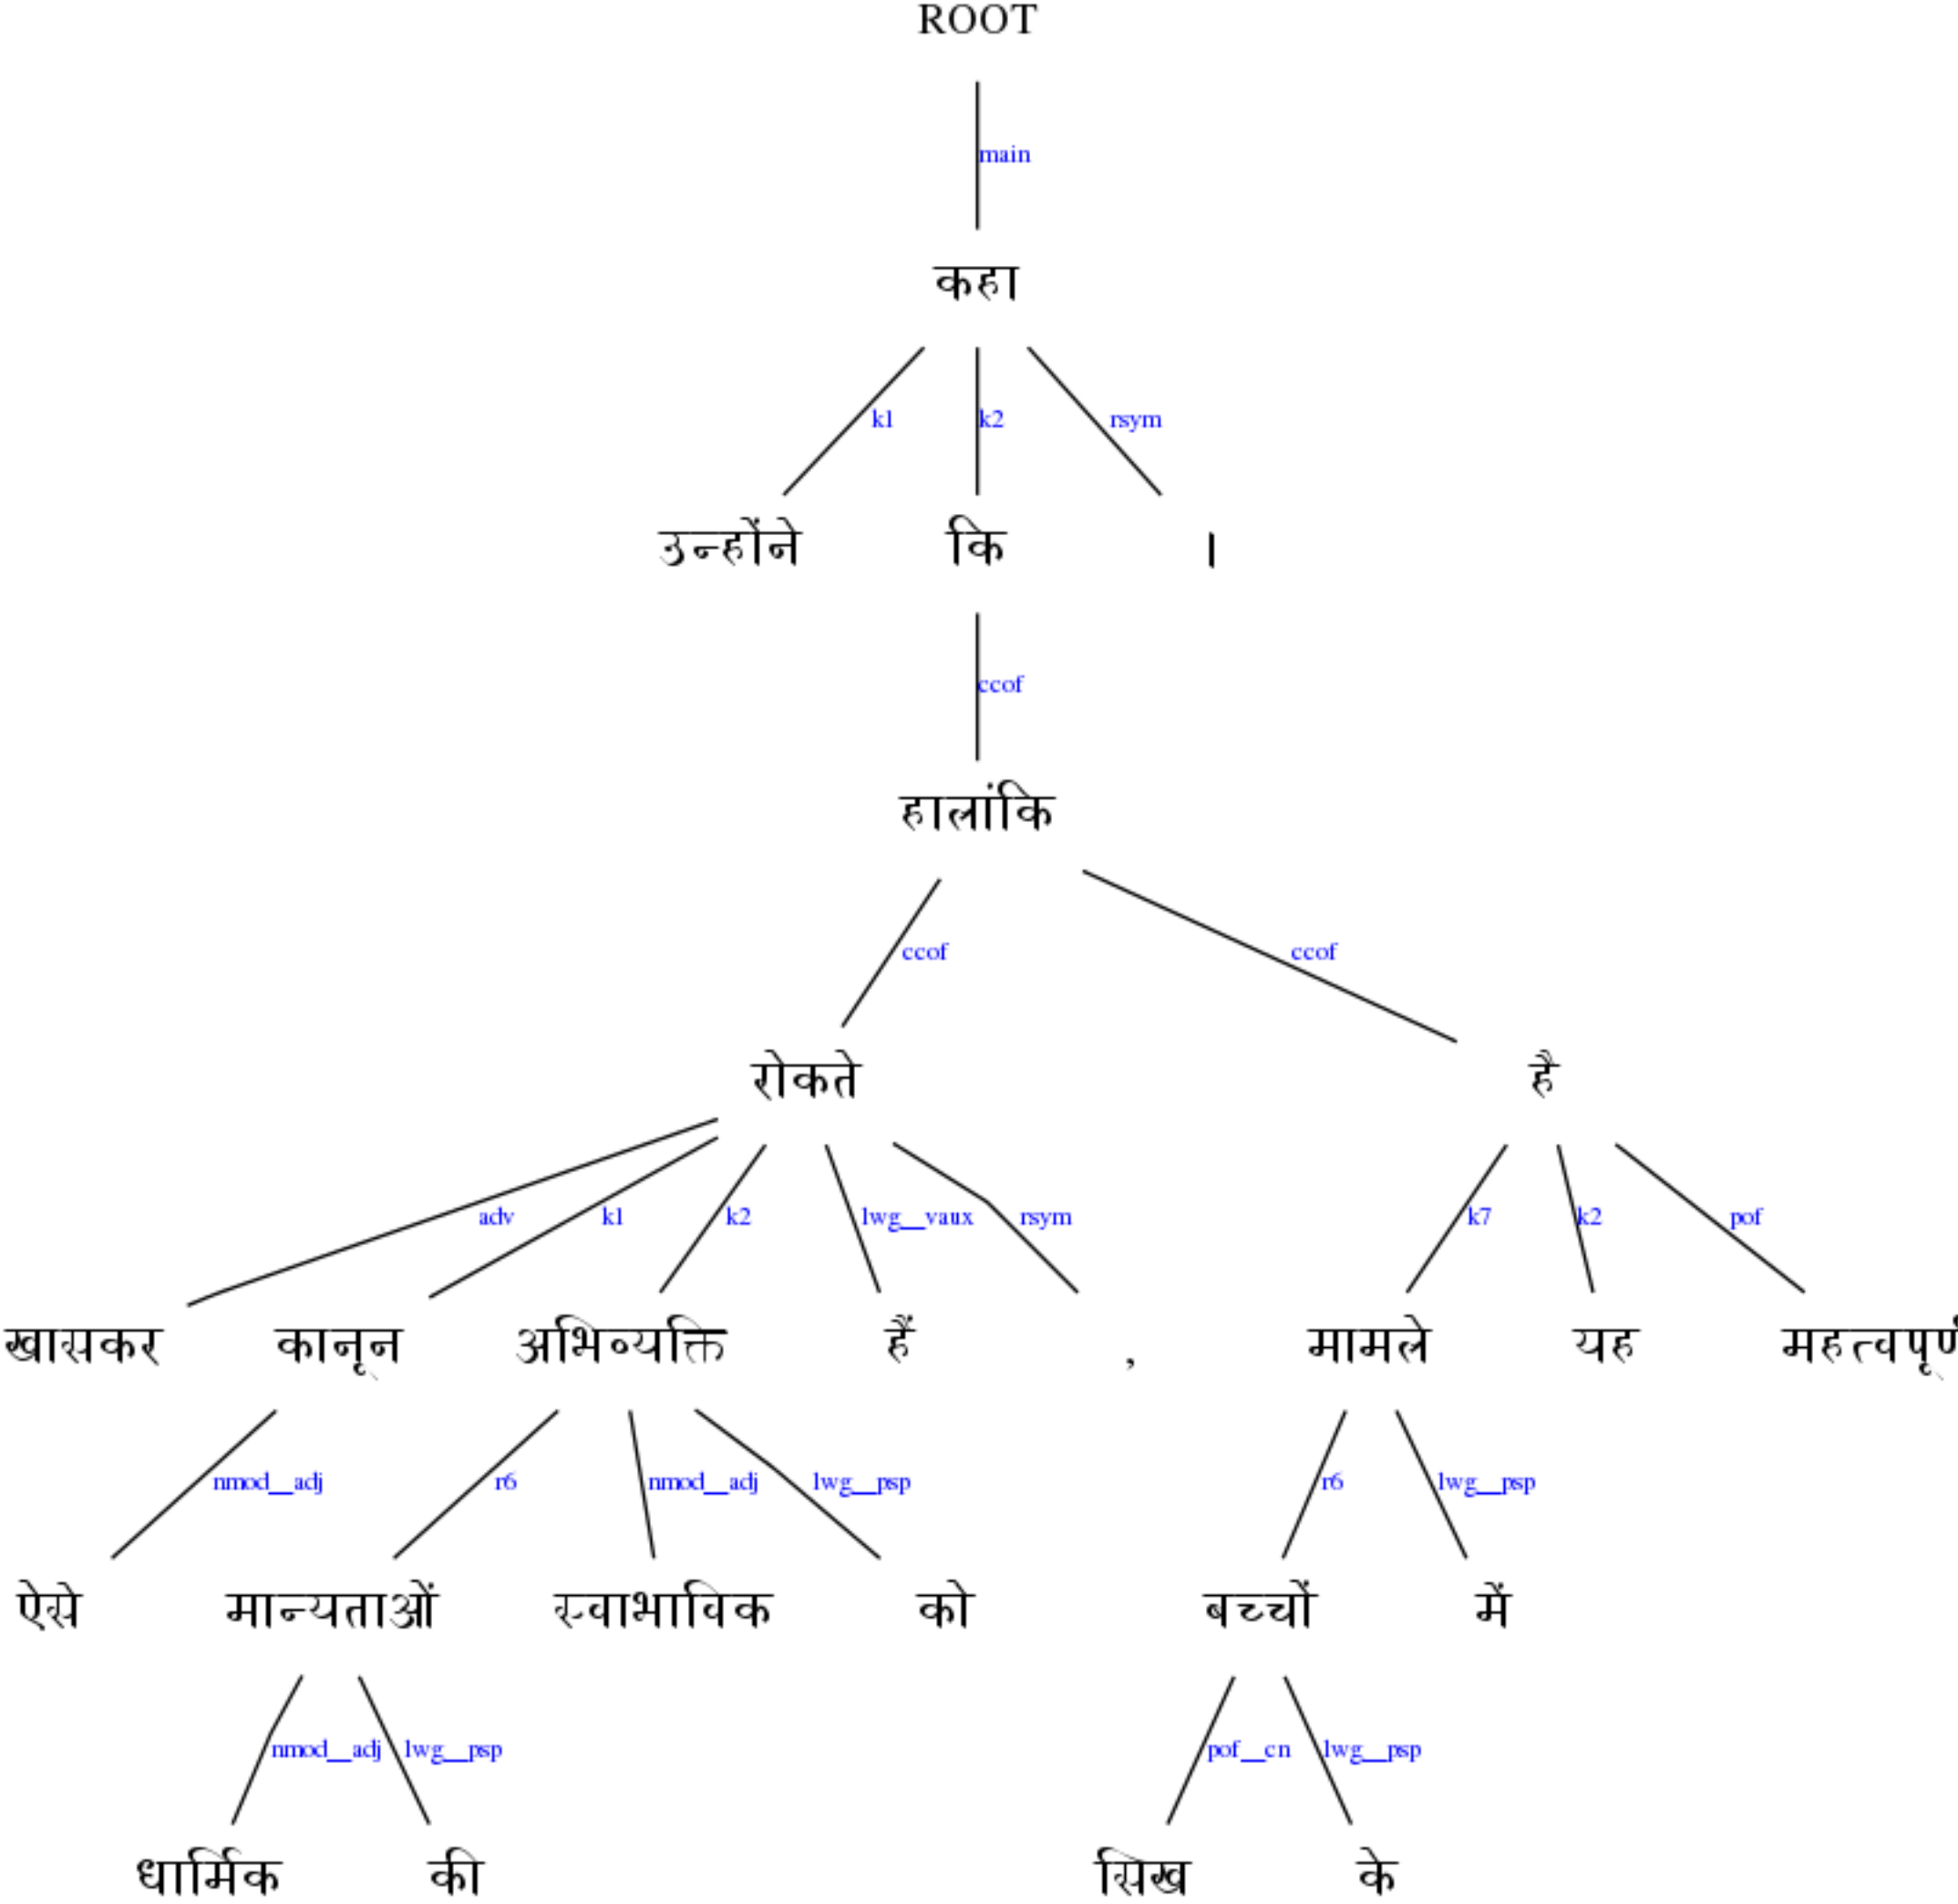 ROOT
main
कहा
k1 k2 rsym
उन्होंने कि ।
ccof
हालांकि
ccof ccof
रोकते है
adv k1 k2 lwg__vaux rsym k7 k2 pof
खासकर कानून अभिव्यक्ति हैं , मामले यह महत्वपूर्ण
nmod__adj r6 nmod__adj lwg__psp r6 lwg__psp
ऐसे मान्यताओं स्वाभाविक को बच्चों में
nmod__adj lwg__psp pof__cn lwg__psp
धार्मिक की सिख के